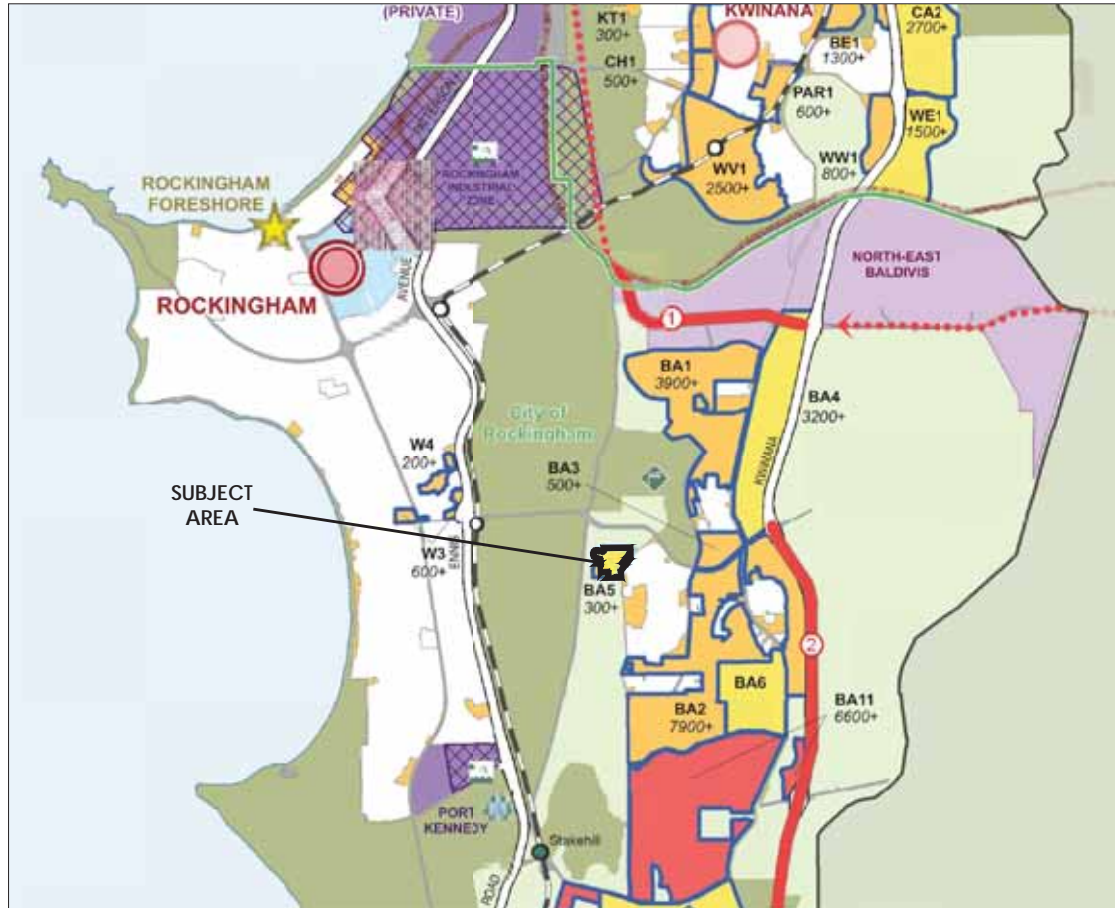 (PRIVATE)
KT1
300+
KWINANA
CA2
2700+
BE1
1300+
CH1
500+
PAR1
600+
WE1
1500+
WW1
800+
WV1
2500+
ROCKINGHAM
INDUSTRIAL
ZONE
ROCKINGHAM
FORESHORE
AVENUE
ROCKINGHAM
NORTH-EAST
BALDIVIS
1
BA1
3900+
BA4
3200+
KWINANA
City of
Rockingham
W4
200+
BA3
500+
SUBJECT
AREA
W3
600+
ENNIS
BA5
300+
2
BA6
BA2
7900+
BA11
6600+
PORT
KENNEDY
Stakehill
ROAD